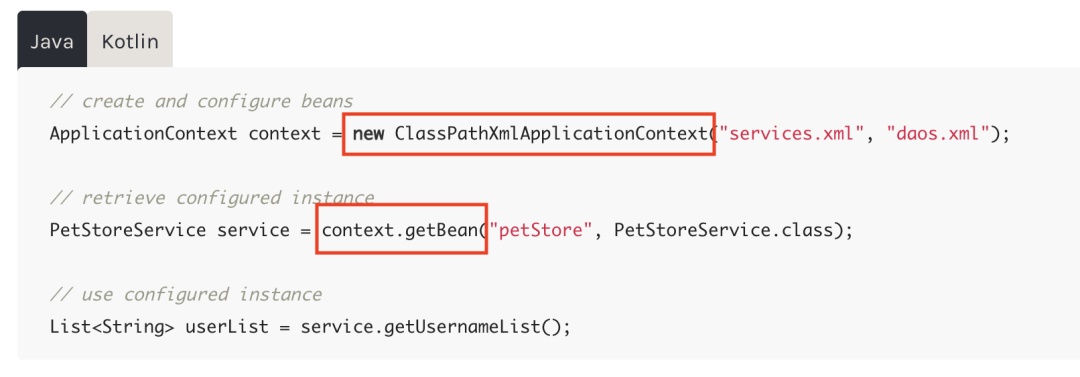 Java Kotlin
// create and configure beans
ApplicationContext context = new ClassPathXmlApplicationContext("services.xml", "daos.xml");
// retrieve configured instance
PetStoreService service = context.getBean("petStore", PetStoreService.class);
// use configured instance
List<String> userList = service.getUsernameList();